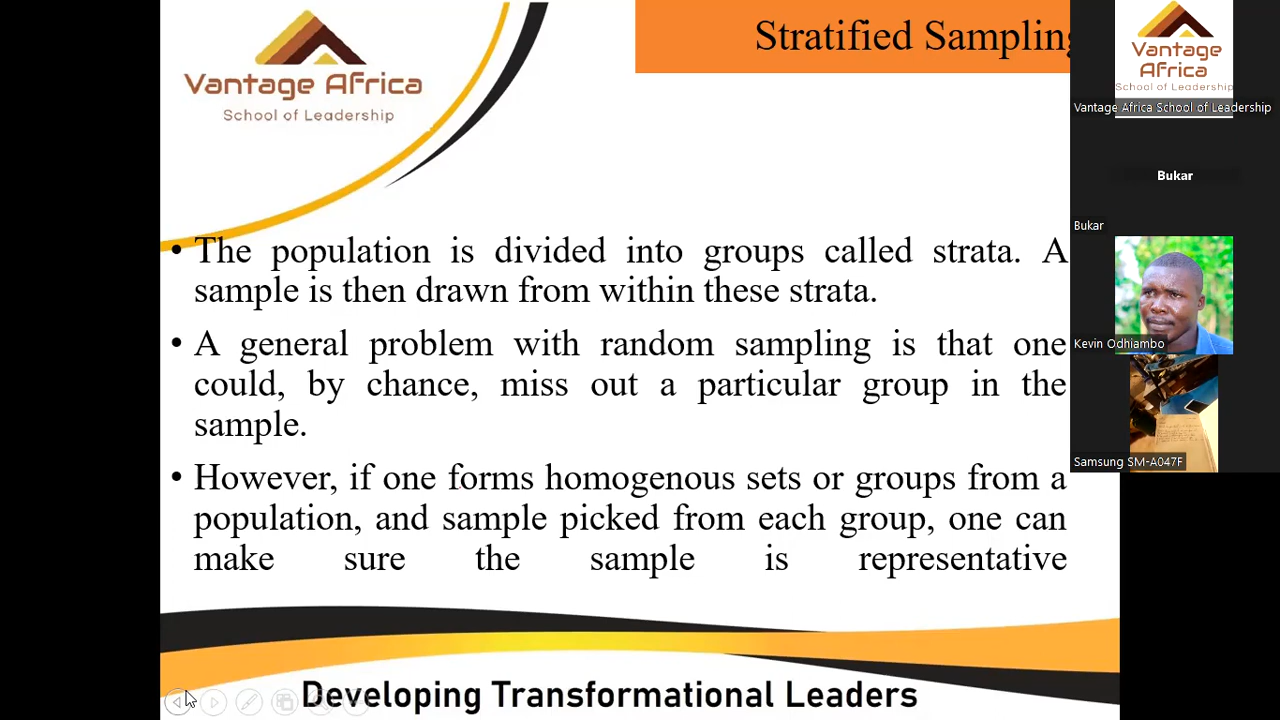 Vantage Africa
School of Leadership
Stratified Sampling
• The population is divided into groups called strata. A
sample is then drawn from within these strata.
• A general problem with random sampling is that one
could, by chance, miss out a particular group in the
sample.
• However, if one forms homogenous sets or groups from a
population, and sample picked from each group, one can
make sure the sample is representative
Developing Transformational Leaders
Vantage
Africa
School of Leadership
Vantage Africa School of Leadership
Bukar
Bukar
Kevin Odhiambo
Samsung SM-A047F